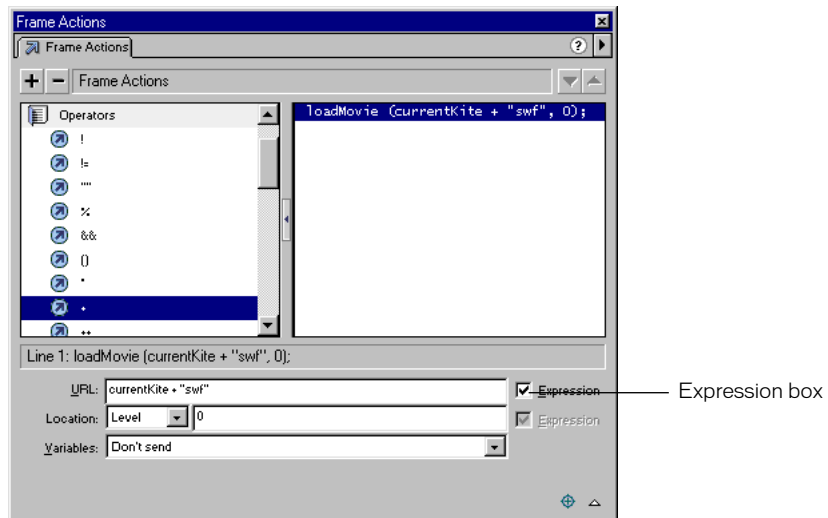 Frame Actions
Frame Actions
?
+ - Frame Actions
Operators
!
!=
""
%
&&
()
*
+
++
loadMovie (currentKite + "swf", 0);
Line 1: loadMovie (currentKite + "swf", 0);
URL: currentKite + "swf" Expression
Expression box
Location: Level 0 Expression
Variables: Don't send